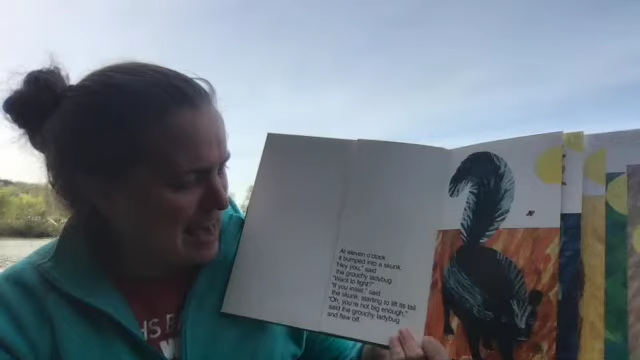 At eleven o'clock
it bumped into a skunk.
"Hey you," said
the grouchy ladybug.
"Want to fight?"
"If you insist," said
the skunk, starting to lift its tail.
"Oh, you're not big enough,"
said the grouchy ladybug
and flew off.
HS